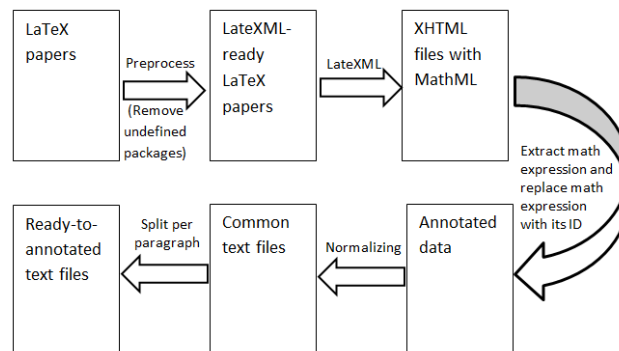 LaTeX
papers
Preprocess
(Remove
undefined
packages)
LateXML-
ready
LaTeX
papers
LateXML
XHTML
files with
MathML
Extract math
expression and
replace math
expression
with its ID
Annotated
data
Normalizing
Common
text files
Split per
paragraph
Ready-to-
annotated
text files